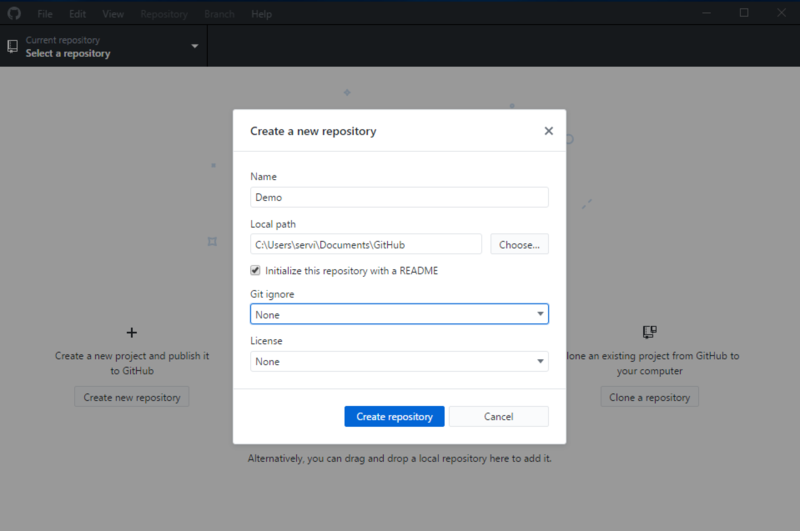 File Edit View Repository Branch Help
Current repository
Select a repository
Create a new repository
Name
Demo
Local path
C:\Users\servi\Documents\GitHub
Choose...
Initialize this repository with a README
Git ignore
None
License
None
Create repository Cancel
Create a new project and publish it
to GitHub
Create new repository
lone an existing project from GitHub to
your computer
Clone a repository
Alternatively, you can drag and drop a local repository here to add it.